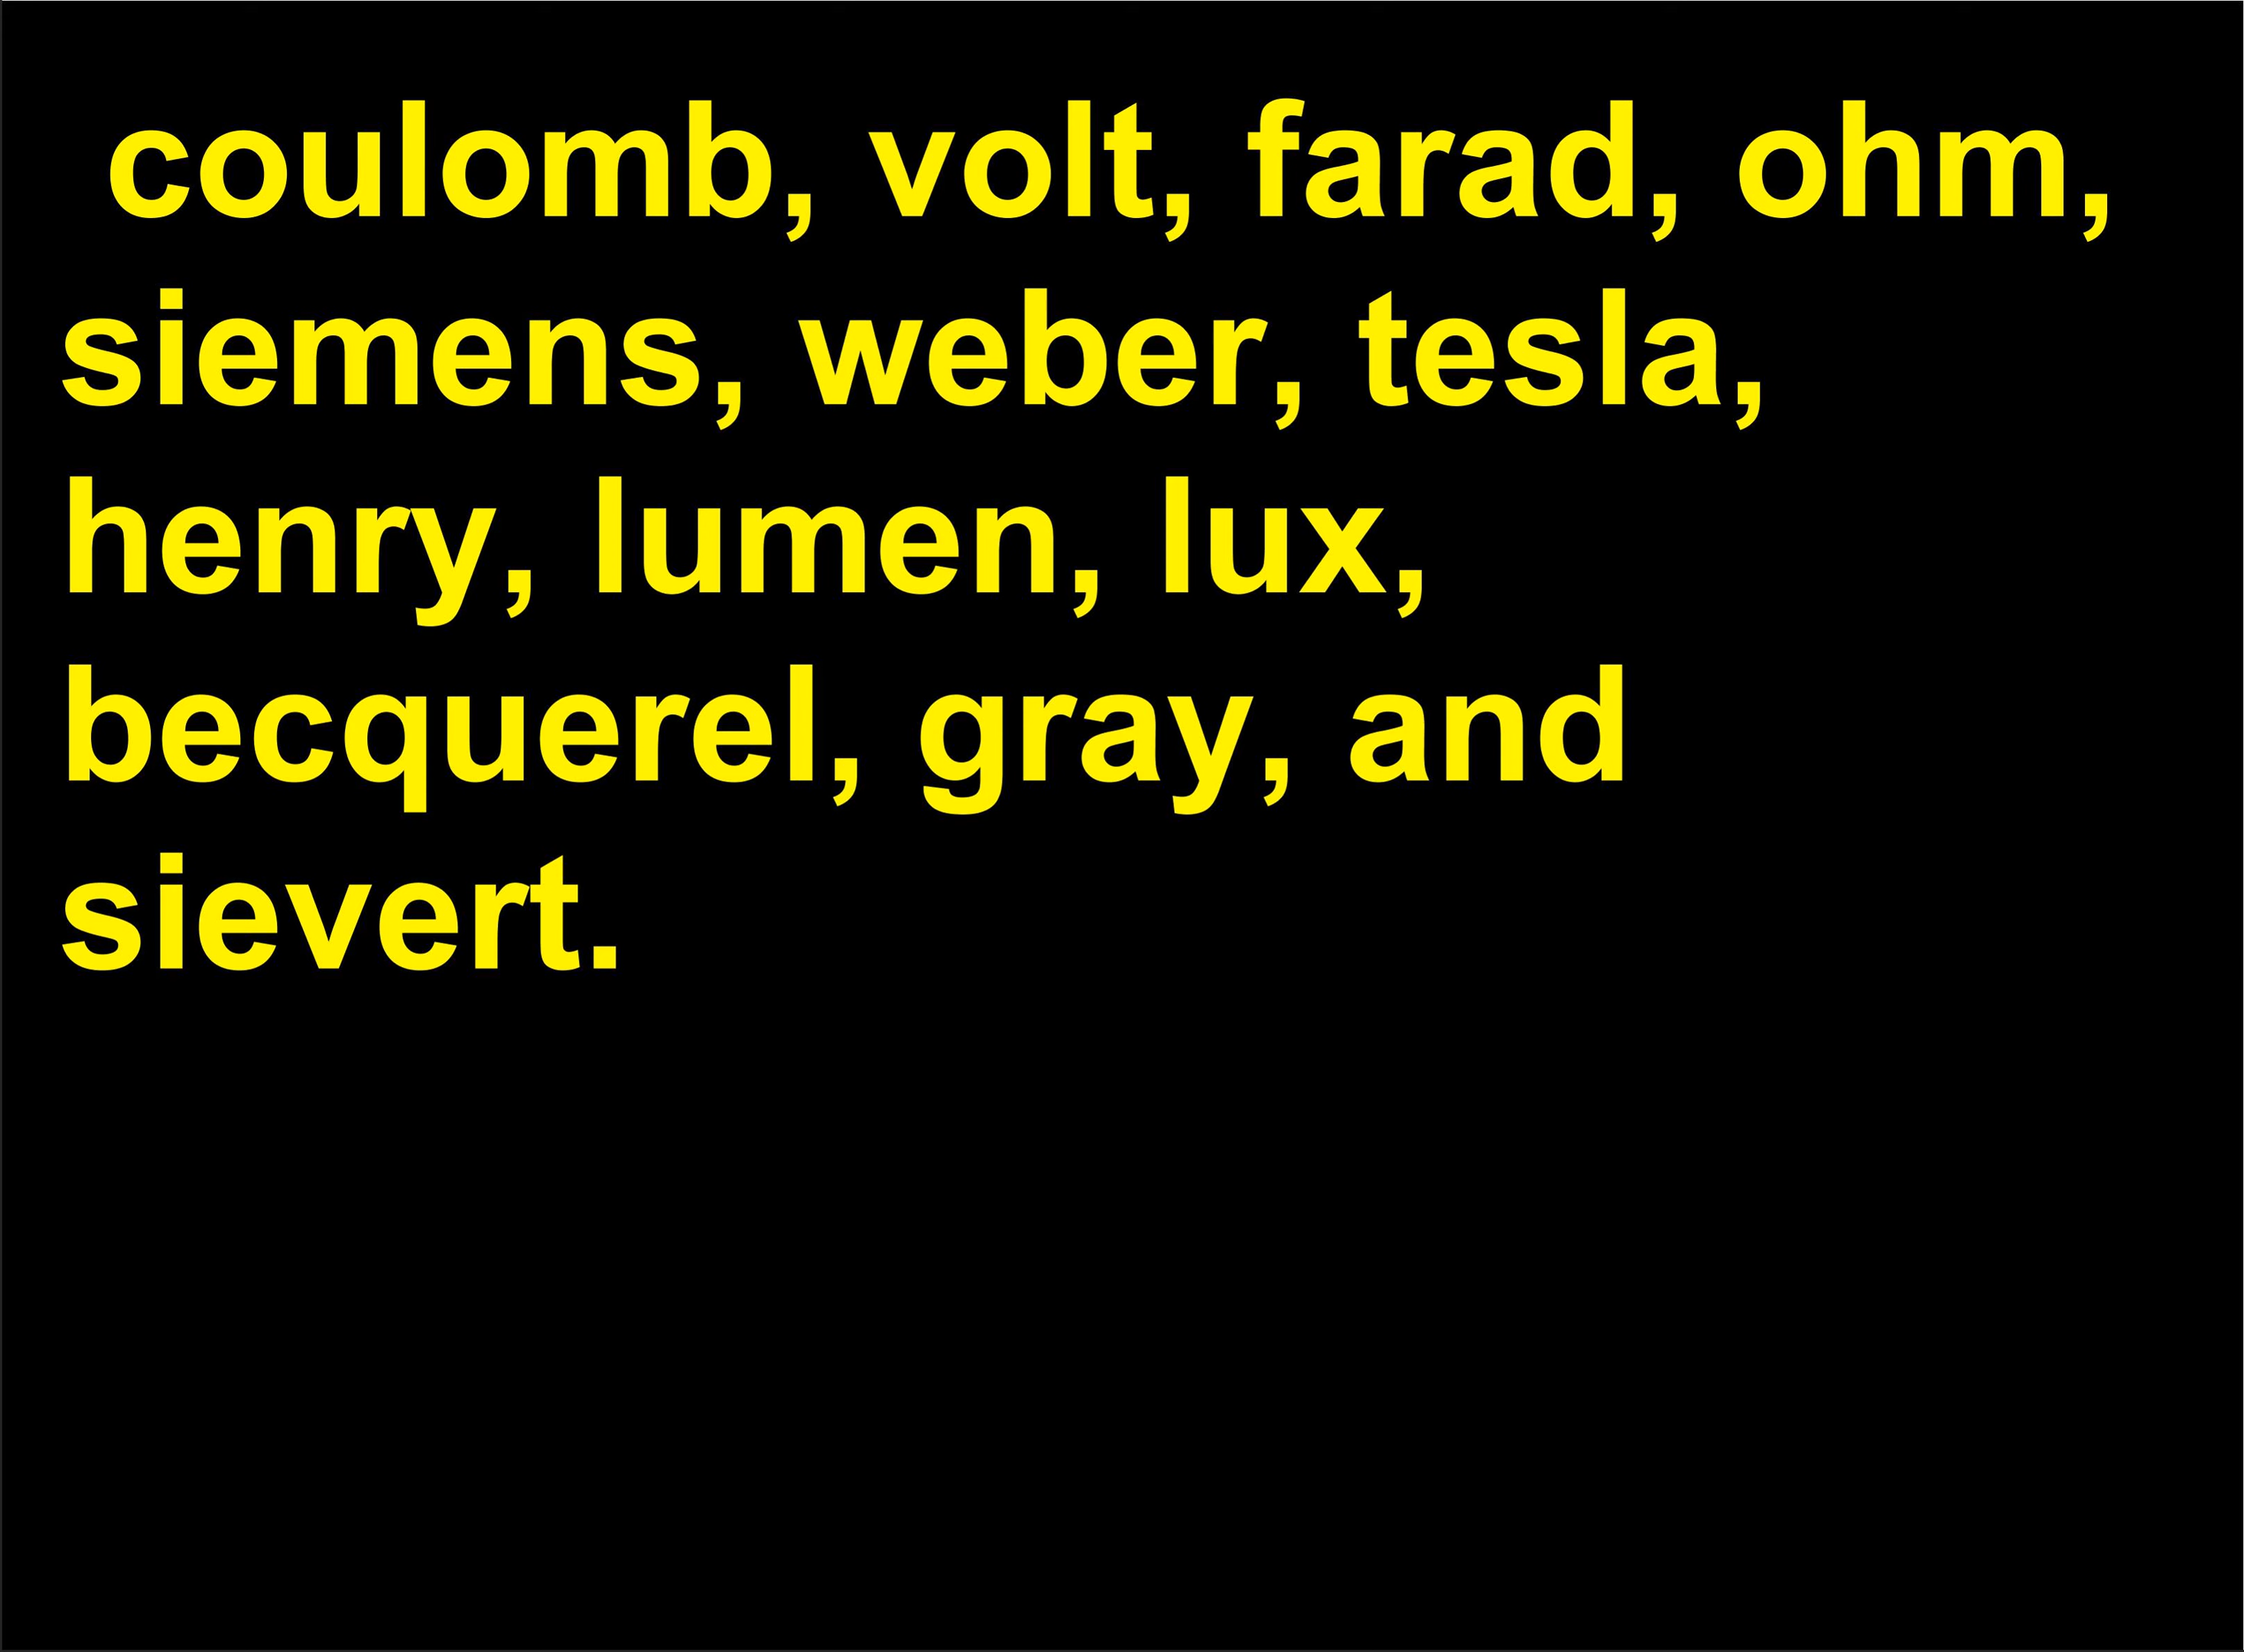 coulomb, volt, farad, ohm,
siemens, weber, tesla,
henry, lumen, lux,
becquerel, gray, and
sievert.